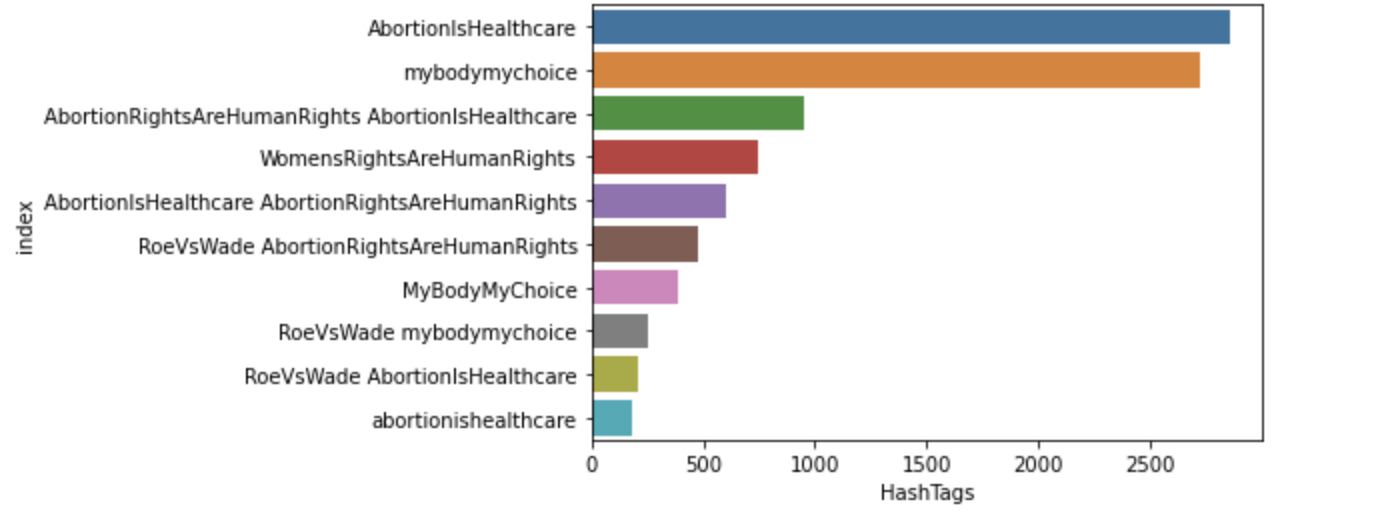 AbortionIsHealthcare
mybodymychoice
AbortionRightsAreHumanRights AbortionIsHealthcare
WomensRightsAreHumanRights
AbortionIsHealthcare AbortionRightsAreHumanRights
RoeVsWade AbortionRightsAreHumanRights
MyBodyMyChoice
RoeVsWade mybodymychoice
RoeVsWade AbortionIsHealthcare
abortionishealthcare
index
0 500 1000 1500 2000 2500
HashTags